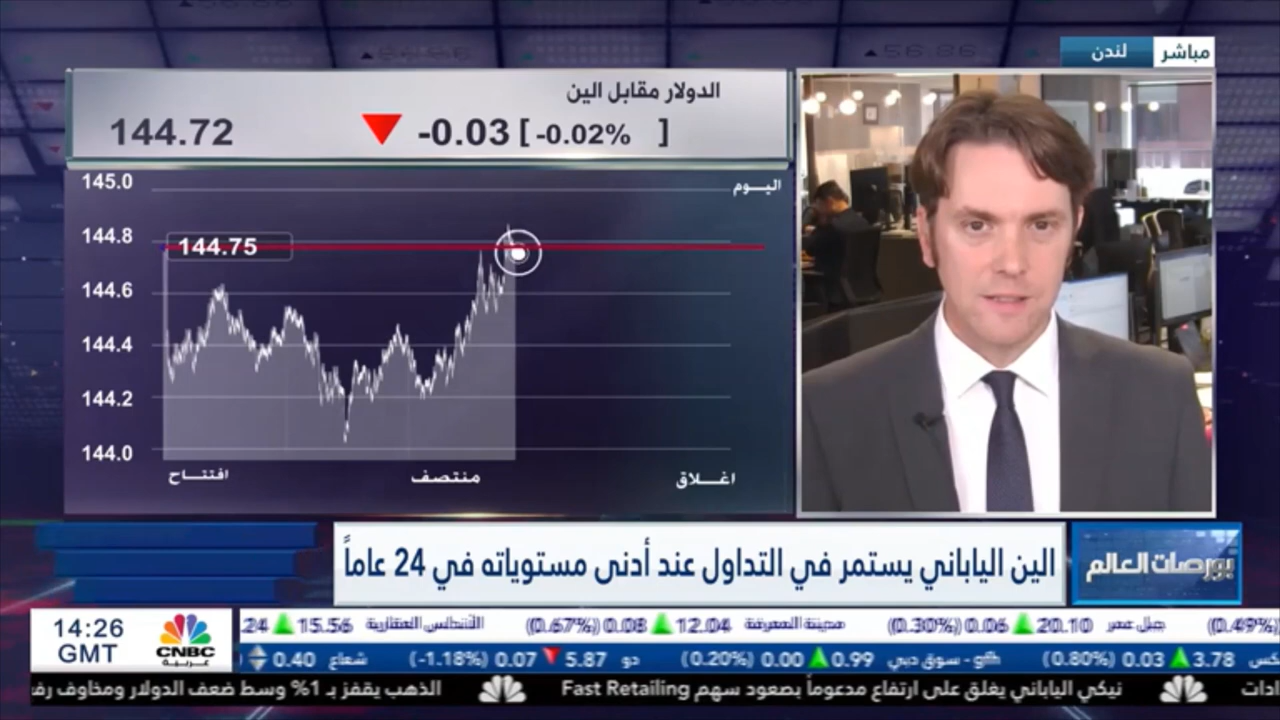 مباشر لندن
الدولار مقابل الين
144.72 -0.03 [ -0.02% ]
145.0
اليوم
144.8
144.75
144.6
144.4
144.2
144.0
افتتاح منتصف اغلاق
الين الياباني يستمر في التداول عند أدنى مستوياته في 24 عاماً
بورصات العالم
14:26
GMT
CNBC
عربية
(0.49%) جبل عمر 20.10 0.06 (0.30%) مدينة المعرفة 12.04 0.08 (0.67%) الأندلس العقارية 15.56
3.78 0.03 (0.80%) gfh - سوق دبي 0.99 0.00 (0.20%) دو 5.87 0.07 (-1.18%) شعاع 0.40
نيكي الياباني يغلق على ارتفاع مدعوماً بصعود سهم Fast Retailing الذهب يقفز بـ 1% وسط ضعف الدولار ومخاوف